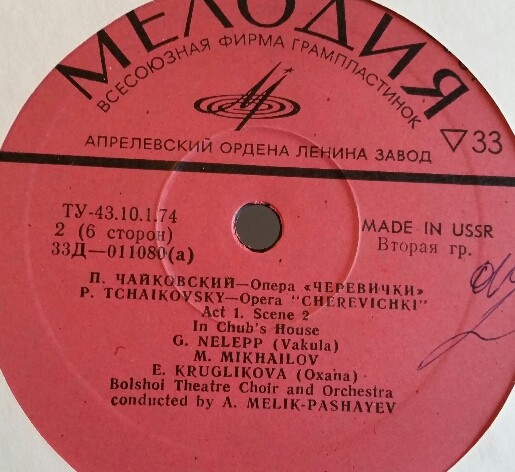 МЕЛОДИЯ
ВСЕСОЮЗНАЯ ФИРМА ГРАМПЛАСТИНОК
АПРЕЛЕВСКИЙ ОРДЕНА ЛЕНИНА ЗАВОД
▽33
ТУ-43.10.1.74
2 (6 сторон)
33Д—011080(а)
MADE IN USSR
Вторая гр.
П. ЧАЙКОВСКИЙ—Опера «ЧЕРЕВИЧКИ»
P. TCHAIKOVSKY—Opera "CHEREVICHKI"
Act 1. Scene 2
In Chub's House
G. NELEPP (Vakula)
M. MIKHAILOV
E. KRUGLIKOVA (Oxana)
Bolshoi Theatre Choir and Orchestra
conducted by A. MELIK-PASHAYEV